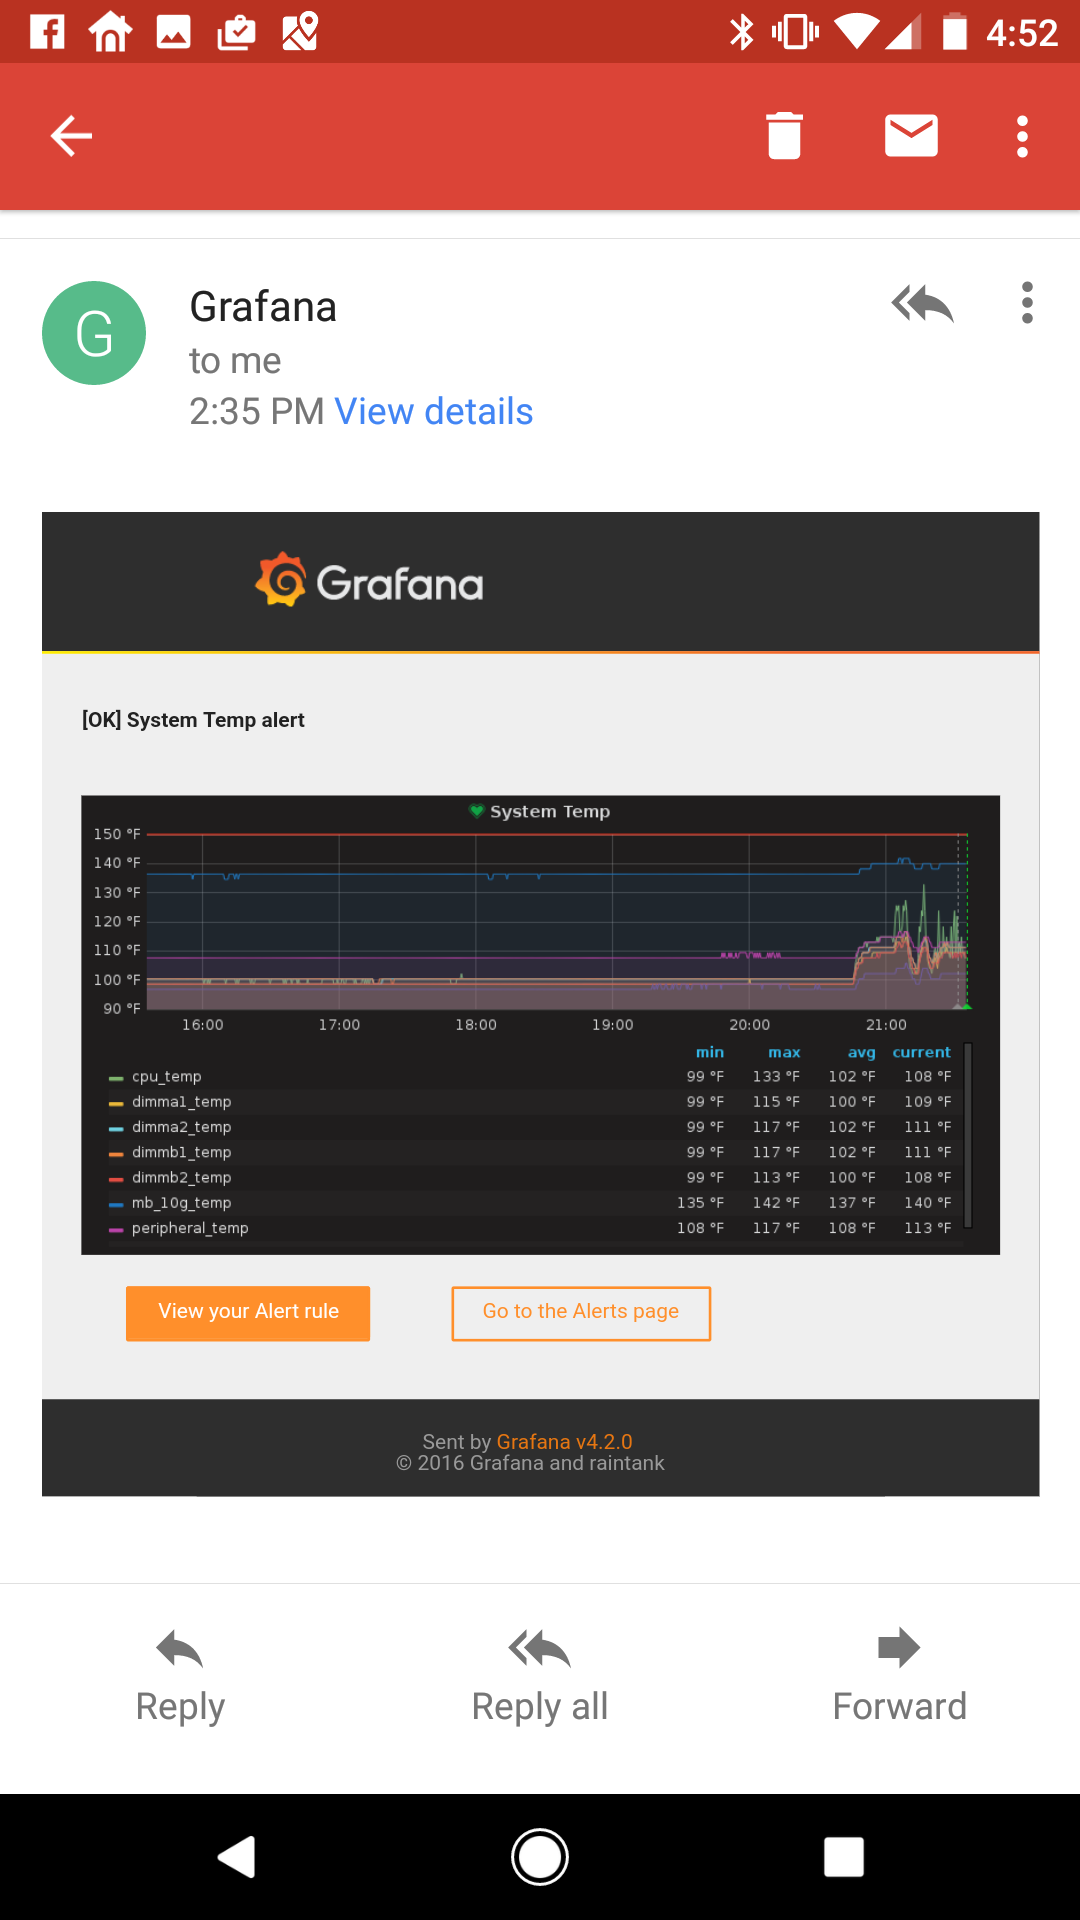 4:52
G
Grafana
to me
2:35 PM View details
Grafana
[OK] System Temp alert
System Temp
150 °F
140 °F
130 °F
120 °F
110 °F
100 °F
90 °F
16:00 17:00 18:00 19:00 20:00 21:00
min max avg current
cpu_temp 99 °F 133 °F 102 °F 108 °F
dimma1_temp 99 °F 115 °F 100 °F 109 °F
dimma2_temp 99 °F 117 °F 102 °F 111 °F
dimmb1_temp 99 °F 117 °F 102 °F 111 °F
dimmb2_temp 99 °F 113 °F 100 °F 108 °F
mb_10g_temp 135 °F 142 °F 137 °F 140 °F
peripheral_temp 108 °F 117 °F 108 °F 113 °F
View your Alert rule Go to the Alerts page
Sent by Grafana v4.2.0
© 2016 Grafana and raintank
Reply Reply all Forward